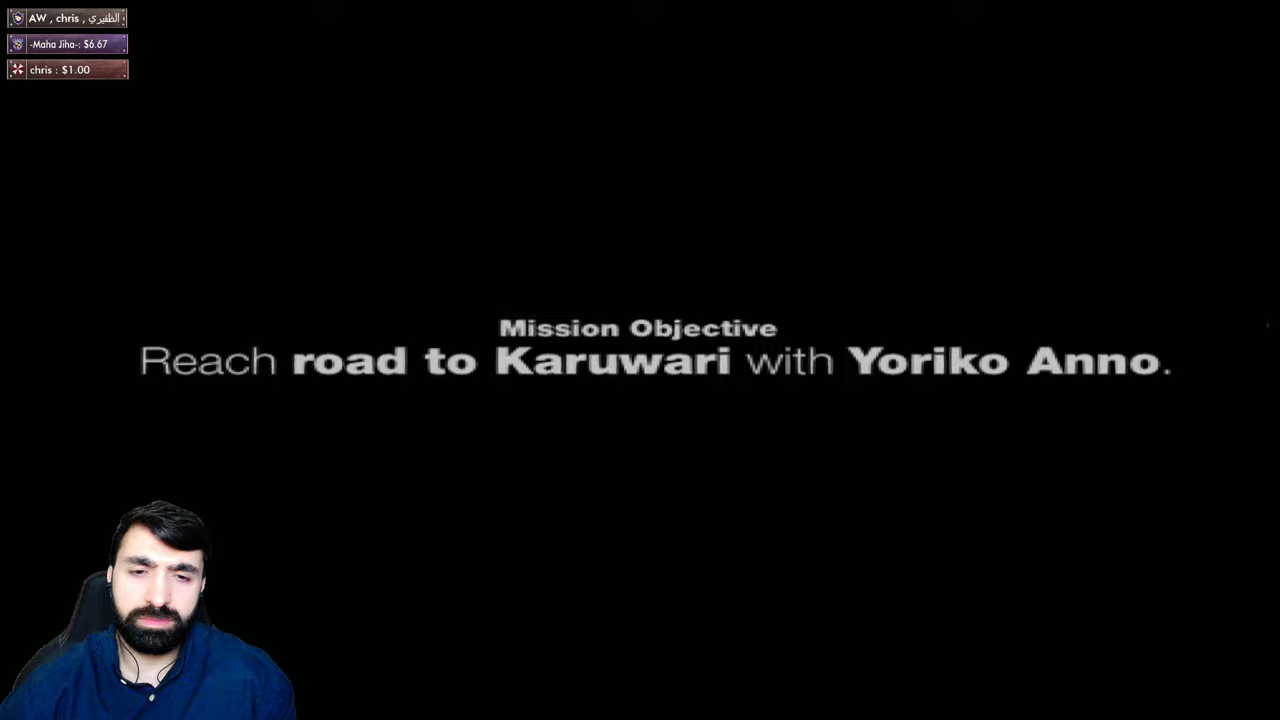 AW , chris , الظفيري
-Maha Jiha-: $6.67
chris : $1.00
Mission Objective
Reach road to Karuwari with Yoriko Anno.